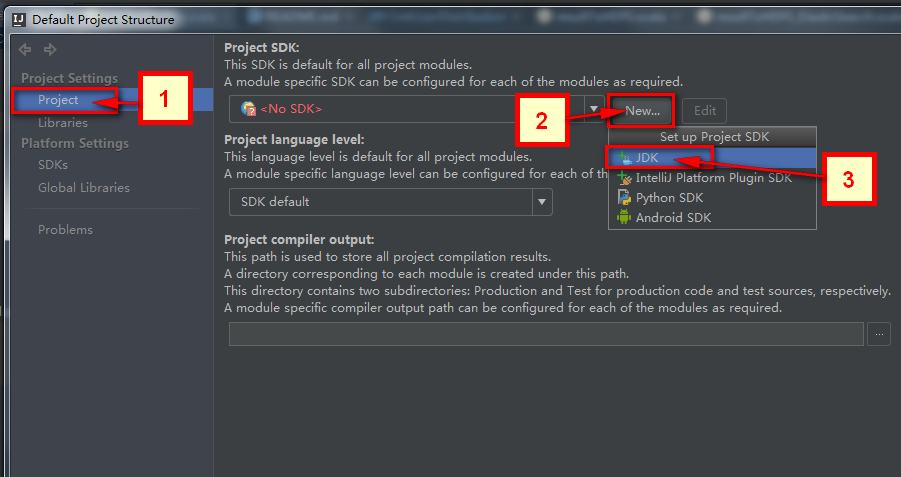 IJ Default Project Structure
Project Settings
Project
Libraries
Platform Settings
SDKs
Global Libraries
Problems
1
Project SDK:
This SDK is default for all project modules.
A module specific SDK can be configured for each of the modules as required.
<No SDK>
2
New...
Edit
Set up Project SDK
JDK
IntelliJ Platform Plugin SDK
Python SDK
Android SDK
3
Project language level:
This language level is default for all project modules.
A module specific language level can be configured for each of the
SDK default
Project compiler output:
This path is used to store all project compilation results.
A directory corresponding to each module is created under this path.
This directory contains two subdirectories: Production and Test for production code and test sources, respectively.
A module specific compiler output path can be configured for each of the modules as required.
...